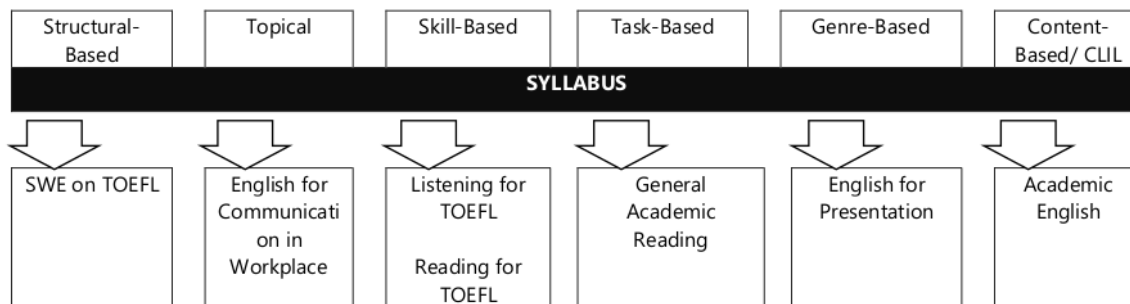 Structural-
Based
Topical
Skill-Based
Task-Based
Genre-Based
Content-
Based/ CLIL
SYLLABUS
SWE on TOEFL
English for
Communicati
on in
Workplace
Listening for
TOEFL
Reading for
TOEFL
General
Academic
Reading
English for
Presentation
Academic
English